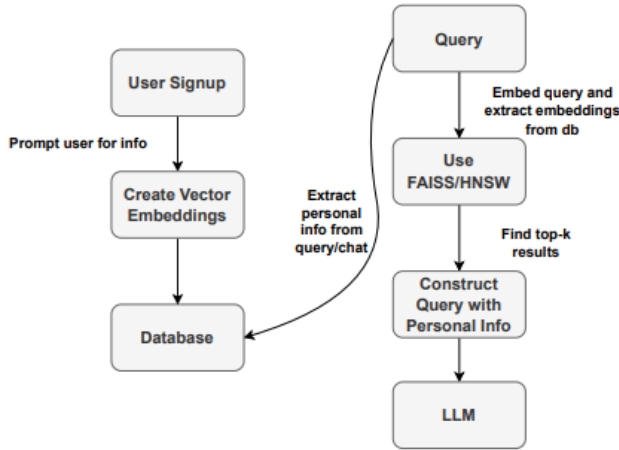 User Signup
Prompt user for info
Create Vector
Embeddings
Database
Extract
personal
info from
query/chat
Query
Embed query and
extract embeddings
from db
Use
FAISS/HNSW
Find top-k
results
Construct
Query with
Personal Info
LLM